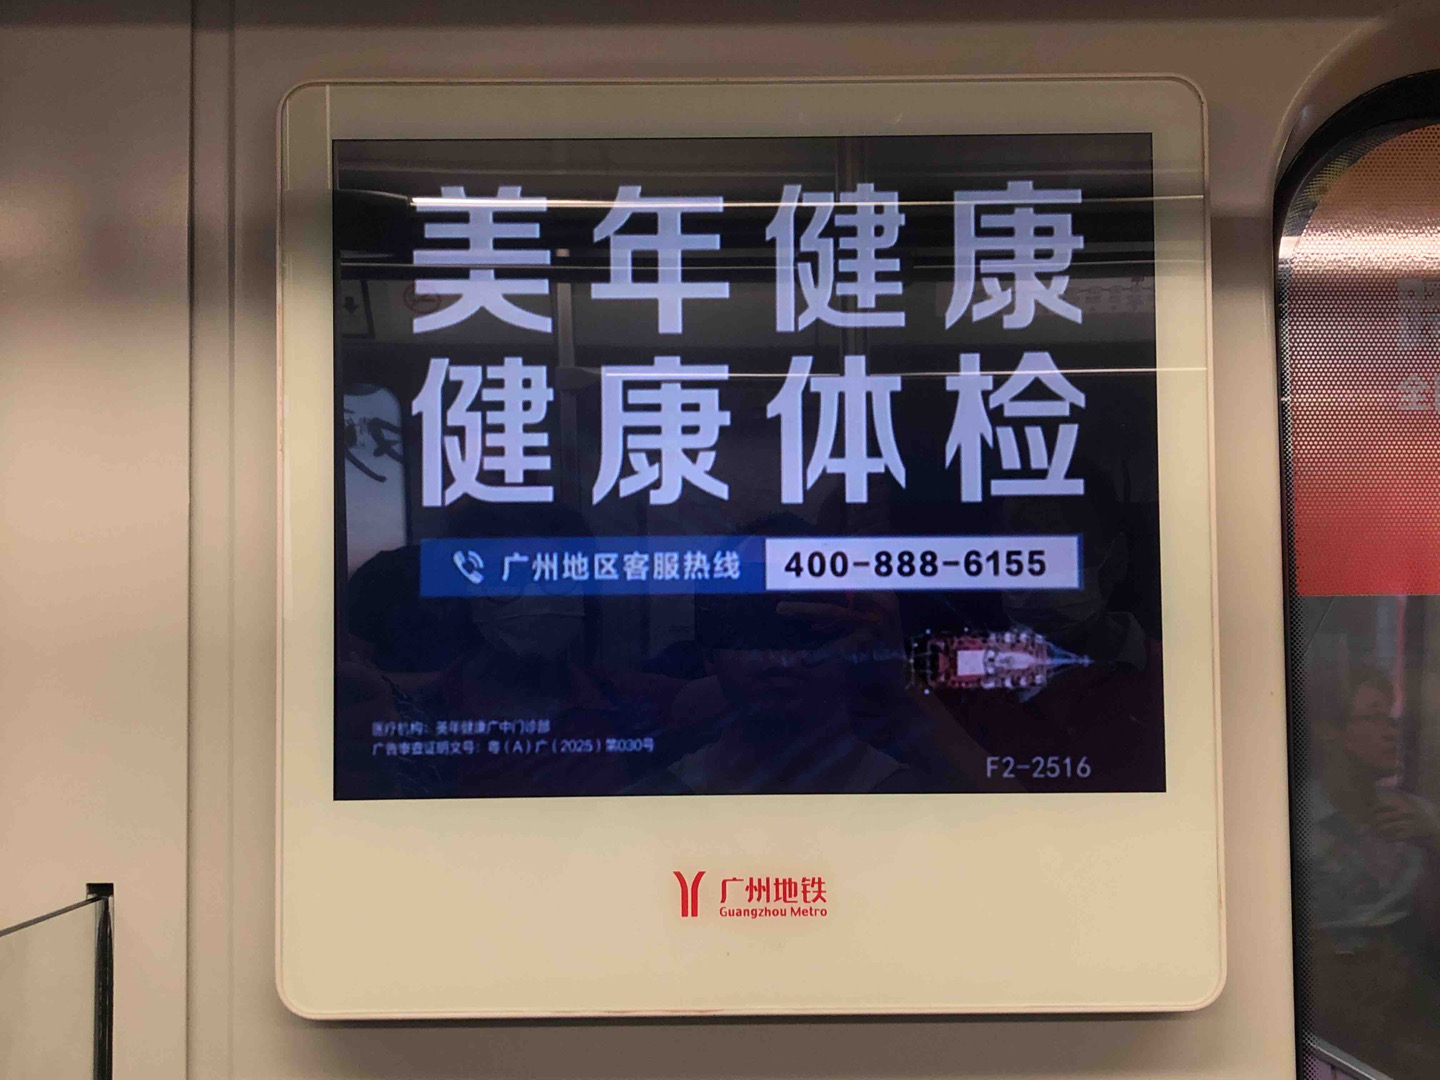 美年健康
健康体检
广州地区客服热线 400-888-6155
医疗机构：美年健康广中门诊部
广告审查证明文号：粤（A）广（2025）第030号
F2-2516
广州地铁
Guangzhou Metro